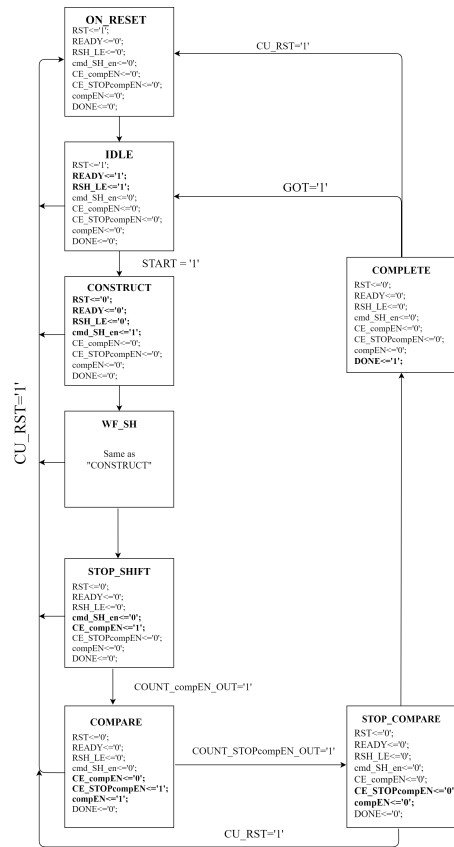 ON_RESET
RST<='1';
READY<='0';
RSH_LE<='0';
cmd_SH_en<='0';
CE_compEN<='0';
CE_STOPcompEN<='0';
compEN<='0';
DONE<='0';
CU_RST='1'
IDLE
RST<='1';
READY<='1';
RSH_LE<='1';
cmd_SH_en<='0';
CE_compEN<='0';
CE_STOPcompEN<='0';
compEN<='0';
DONE<='0';
GOT='1'
START = '1'
CONSTRUCT
RST<='0';
READY<='0';
RSH_LE<='0';
cmd_SH_en<='1';
CE_compEN<='0';
CE_STOPcompEN<='0';
compEN<='0';
DONE<='0';
COMPLETE
RST<='0';
READY<='0';
RSH_LE<='0';
cmd_SH_en<='0';
CE_compEN<='0';
CE_STOPcompEN<='0';
compEN<='0';
DONE<='1';
CU_RST='1'
WF_SH
Same as
"CONSTRUCT"
STOP_SHIFT
RST<='0';
READY<='0';
RSH_LE<='0';
cmd_SH_en<='0';
CE_compEN<='1';
CE_STOPcompEN<='0';
compEN<='0';
DONE<='0';
COUNT_compEN_OUT='1'
COMPARE
RST<='0';
READY<='0';
RSH_LE<='0';
cmd_SH_en<='0';
CE_compEN<='0';
CE_STOPcompEN<='1';
compEN<='1';
DONE<='0';
COUNT_STOPcompEN_OUT='1'
STOP_COMPARE
RST<='0';
READY<='0';
RSH_LE<='0';
cmd_SH_en<='0';
CE_compEN<='0';
CE_STOPcompEN<='0'
compEN<='0';
DONE<='0';
CU_RST='1'